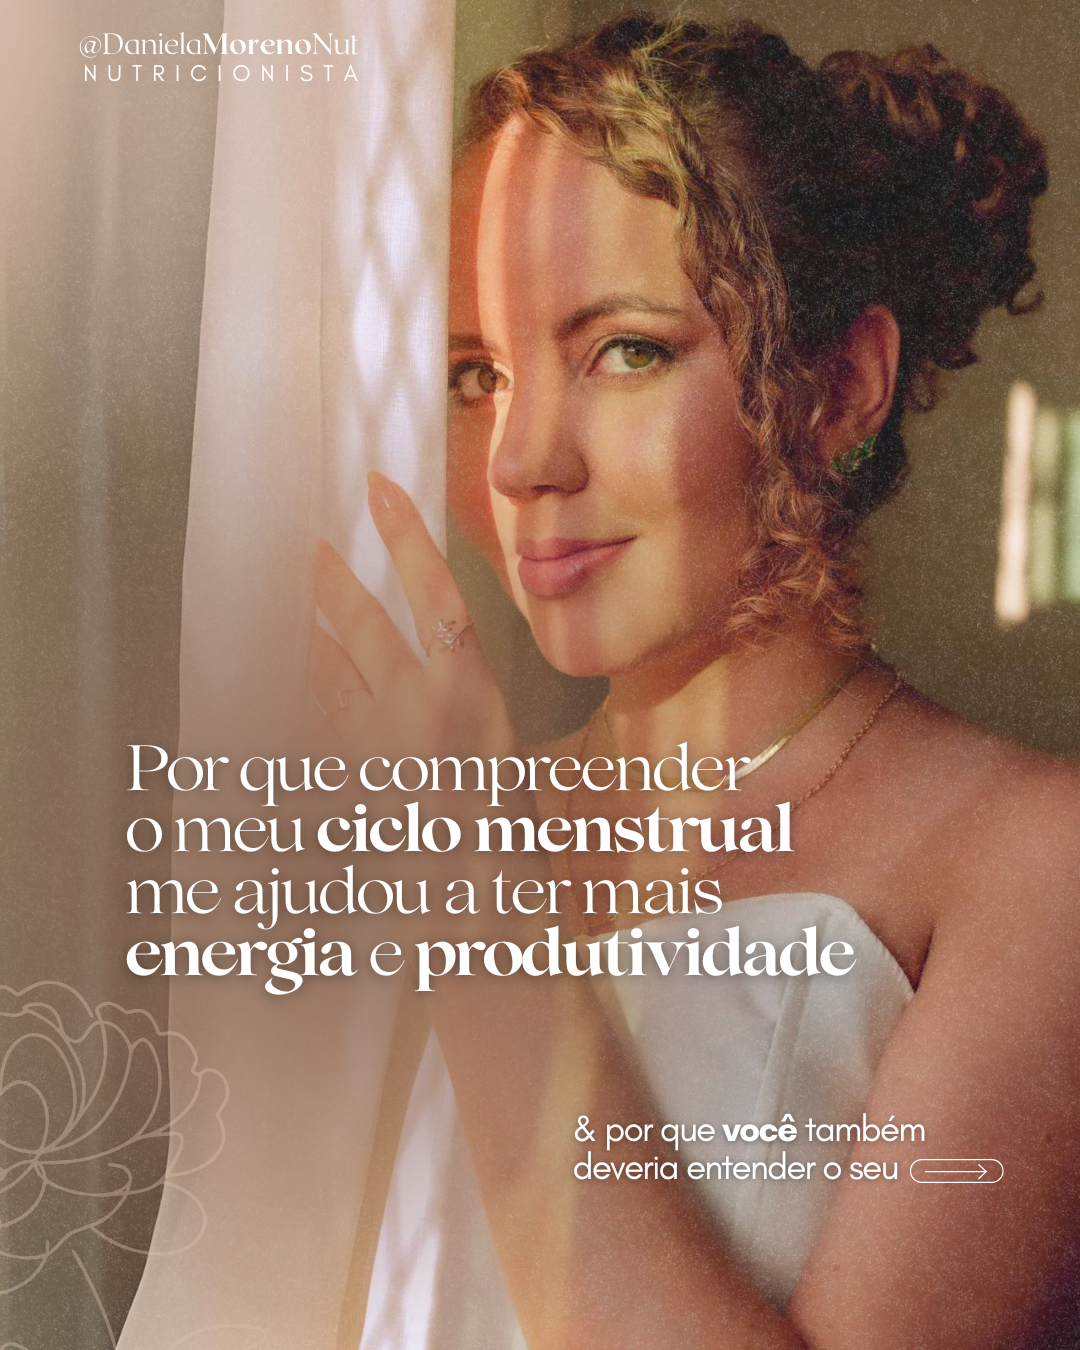 @DanielaMorenoNut
NUTRICIONISTA
Por que compreender
o meu ciclo menstrual
me ajudou a ter mais
energia e produtividade
& por que você também
deveria entender o seu